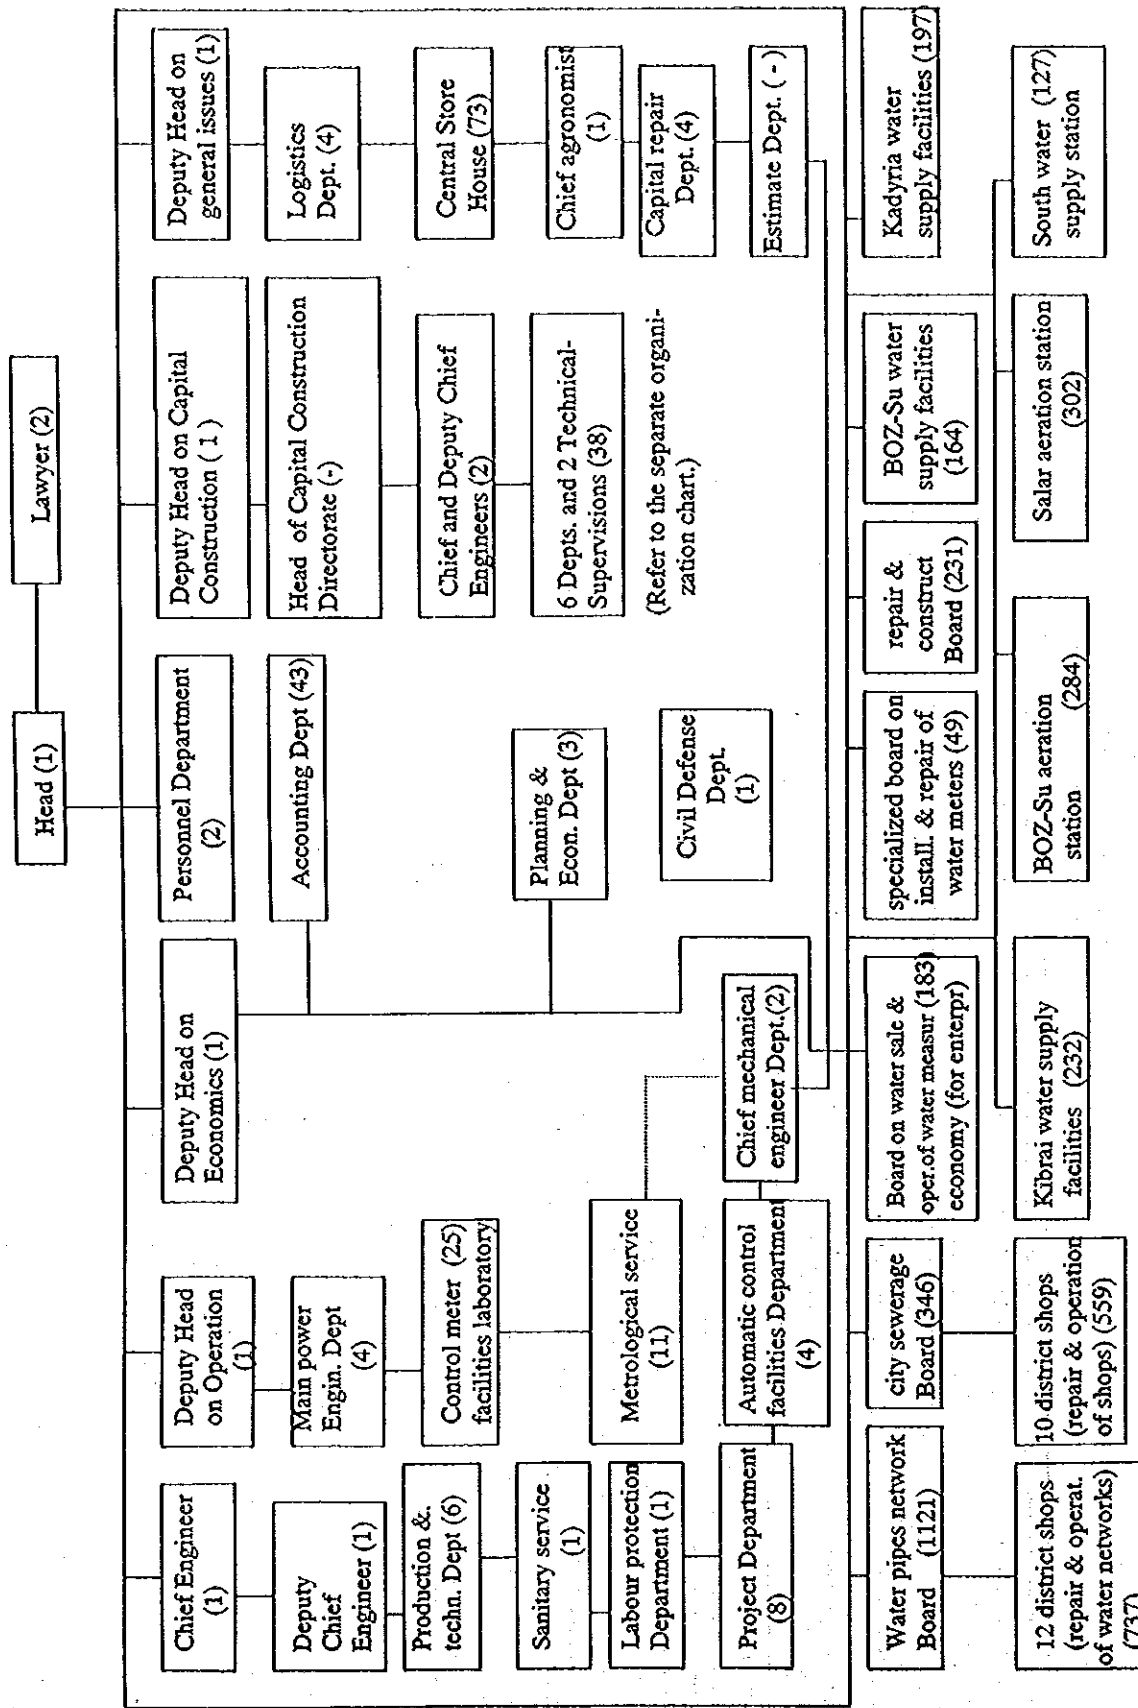 Head (1)
Lawyer (2)
Chief Engineer
(1)
Deputy
Chief
Engineer (1)
Production &.
techn. Dept (6)
Sanitary service
(1)
Labour protection
Department (1)
Project Department
(8)
Deputy Head
on Operation
(1)
Main power
Engin. Dept
(4)
Control meter (25)
facilities laboratory
Metrological service
(11)
Automatic control
facilities Department
(4)
Chief mechanical
engineer Dept.(2)
Deputy Head on
Economics (1)
Personnel Department
(2)
Accounting Dept (43)
Planning &
Econ. Dept (3)
Civil Defense
Dept.
(1)
Deputy Head on Capital
Construction ( 1 )
Head of Capital Construction
Directorate (-)
Chief and Deputy Chief
Engineers (2)
6 Depts. and 2 Technical-
Supervisions (38)
(Refer to the separate organi-
zation chart.)
Deputy Head on
general issues (1)
Logistics
Dept. (4)
Central Store
House (73)
Chief agronomist
(1)
Capital repair
Dept. (4)
Estimate Dept. ( - )
Water pipes network
Board (1121)
city sewerage
Board (346)
Board on water sale &
oper.of water measur (183)
economy (for enterpr)
specialized board on
install. & repair of
water meters (49)
repair &
construct
Board (231)
BOZ-Su water
supply facilities
(164)
Kadyria water
supply facilities (197)
12 district shops
(repair & operat.
of water networks)
(737)
10 district shops
(repair & operation
of shops) (559)
Kibrai water supply
facilities (232)
BOZ-Su aeration
station (284)
Salar aeration station
(302)
South water (127)
supply station